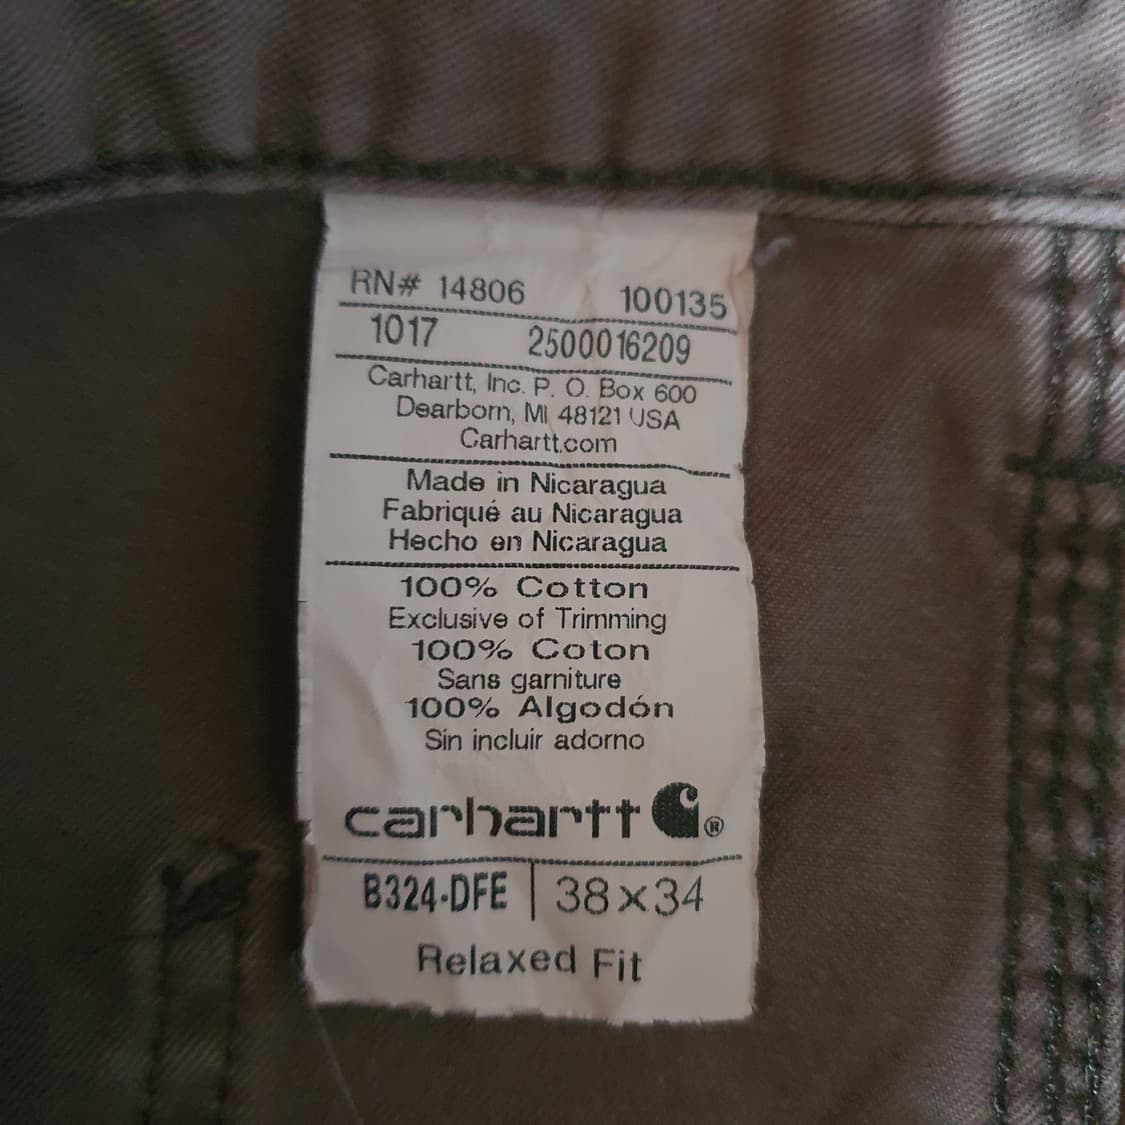 RN# 14806 100135
1017 2500016209
Carhartt, Inc. P. O. Box 600
Dearborn, MI 48121 USA
Carhartt.com
Made in Nicaragua
Fabriqué au Nicaragua
Hecho en Nicaragua
100% Cotton
Exclusive of Trimming
100% Coton
Sans garniture
100% Algodón
Sin incluir adorno
carhartt ®
B324-DFE 38×34
Relaxed Fit